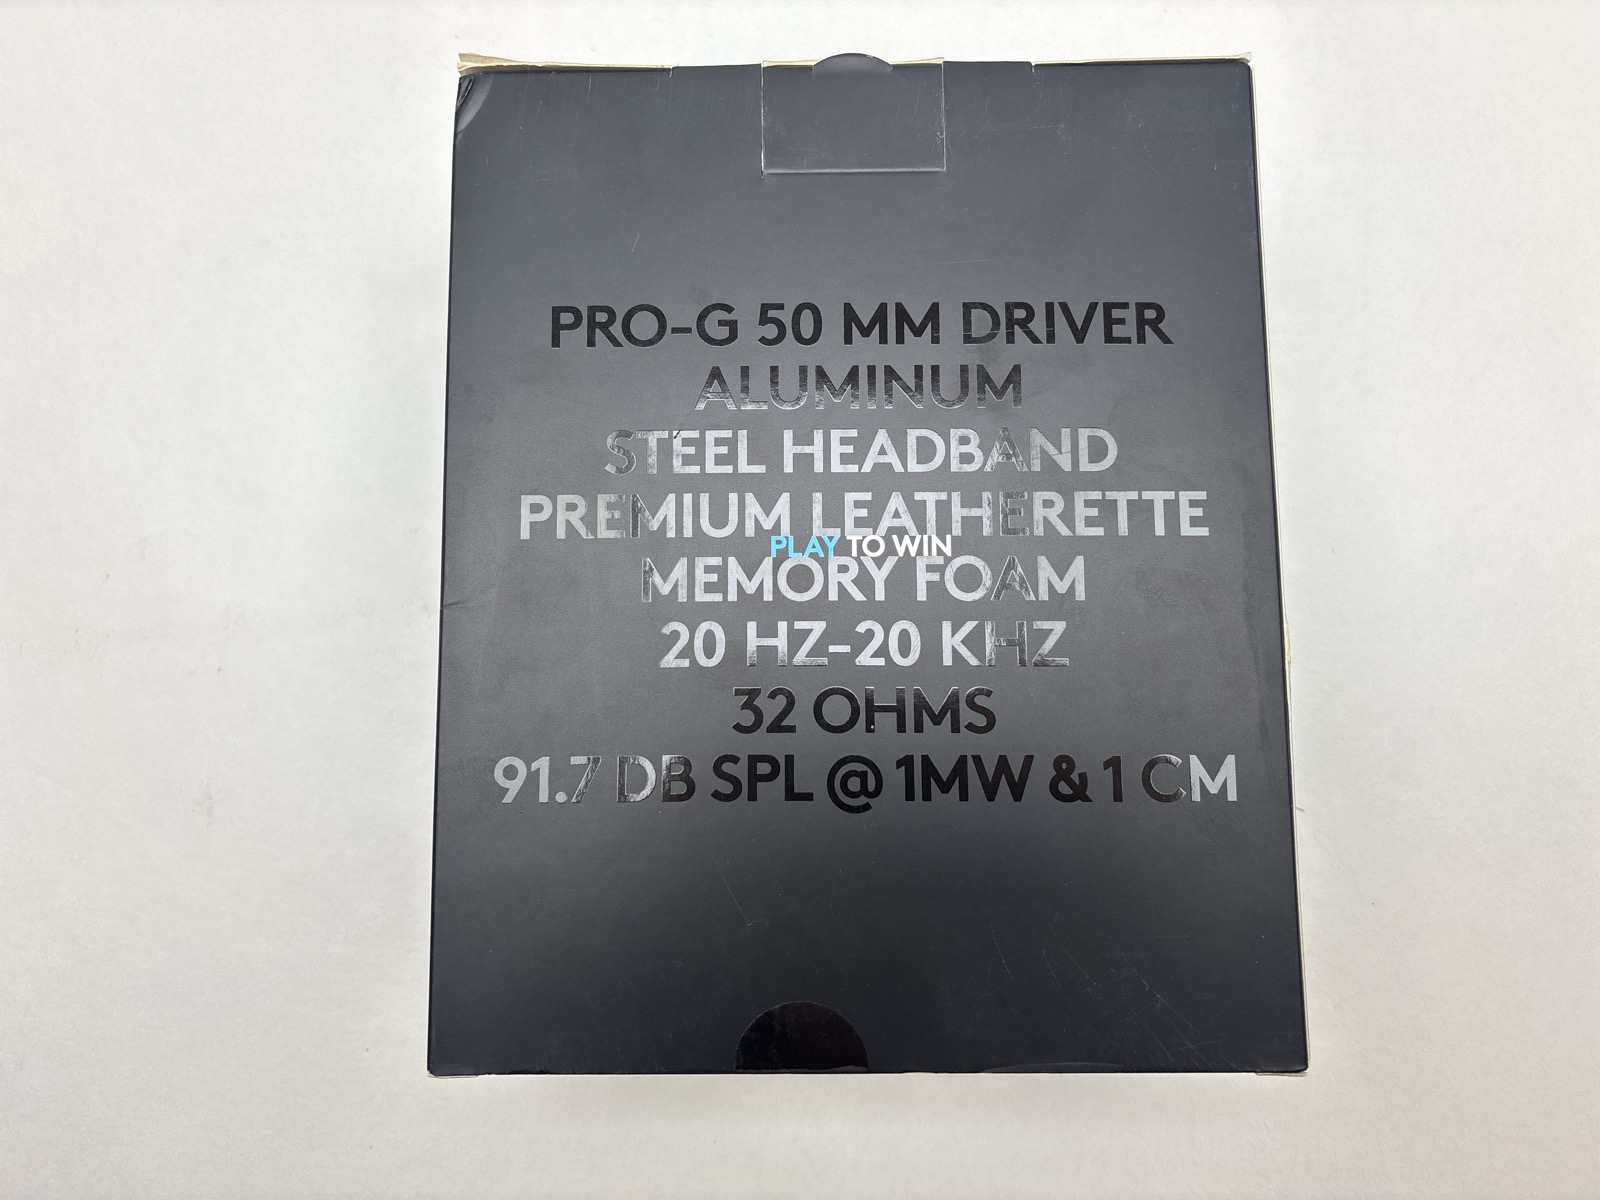 PRO-G 50 MM DRIVER
ALUMINUM
STEEL HEADBAND
PREMIUM LEATHERETTE
PLAY TO WIN
MEMORY FOAM
20 HZ-20 KHZ
32 OHMS
91.7 DB SPL @ 1MW & 1 CM